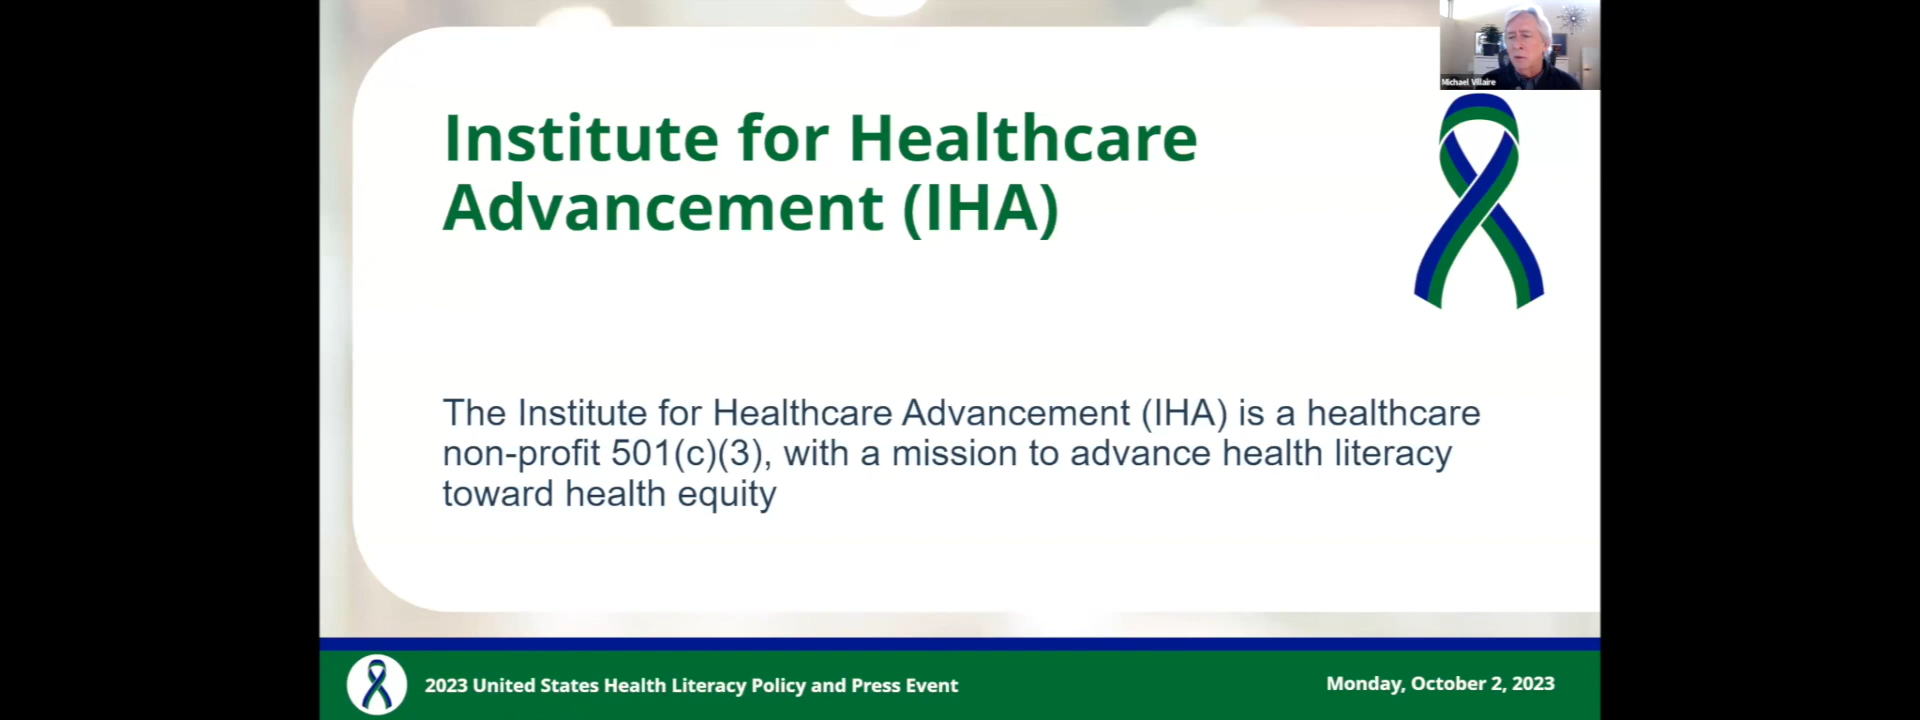 Michael Villaire
Institute for Healthcare
Advancement (IHA)
The Institute for Healthcare Advancement (IHA) is a healthcare
non-profit 501(c)(3), with a mission to advance health literacy
toward health equity
2023 United States Health Literacy Policy and Press Event
Monday, October 2, 2023